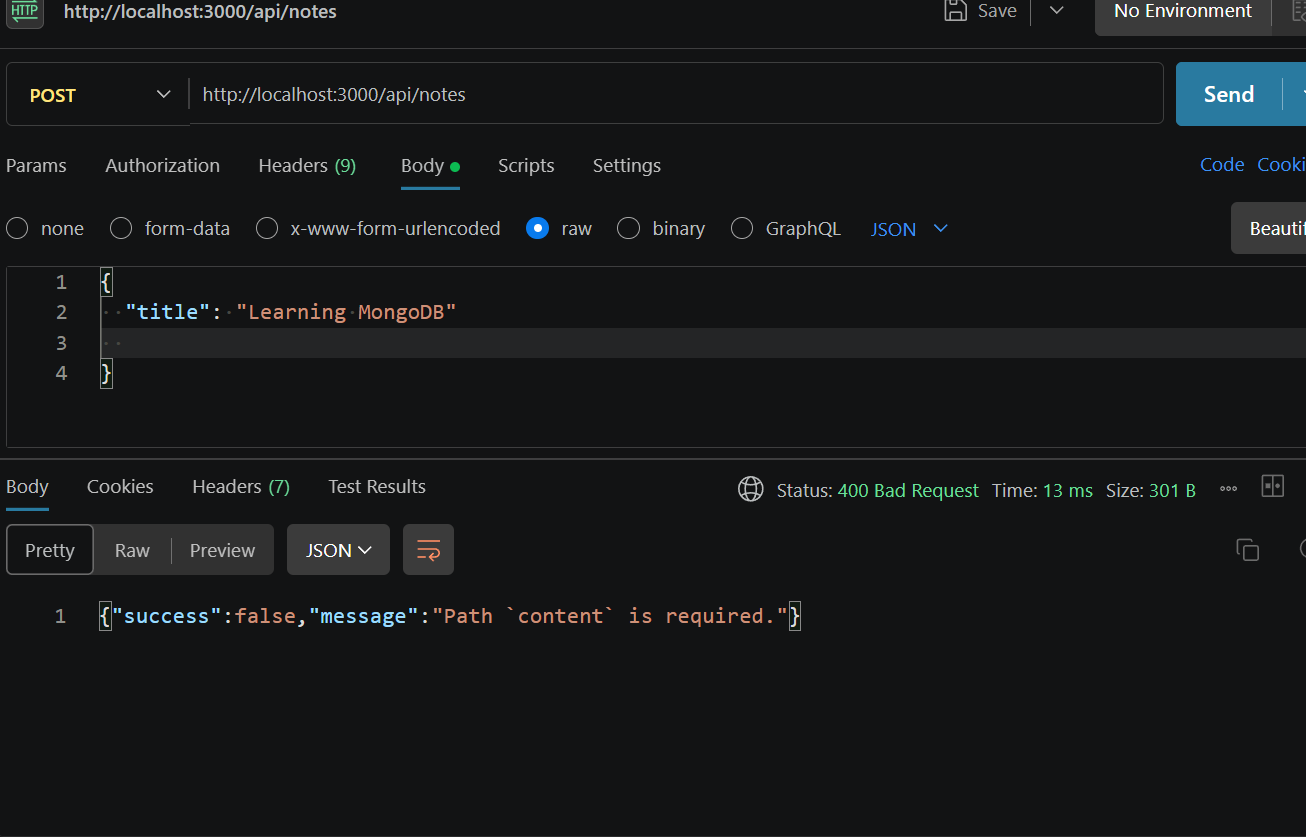 HTTP http://localhost:3000/api/notes Save No Environment
POST http://localhost:3000/api/notes Send
Params Authorization Headers (9) Body Scripts Settings Code Cooki
none form-data x-www-form-urlencoded raw binary GraphQL JSON Beautif
1 {
2 "title": "Learning MongoDB"
3
4 }
Body Cookies Headers (7) Test Results Status: 400 Bad Request Time: 13 ms Size: 301 B
Pretty Raw Preview JSON
1 {"success":false,"message":"Path `content` is required."}